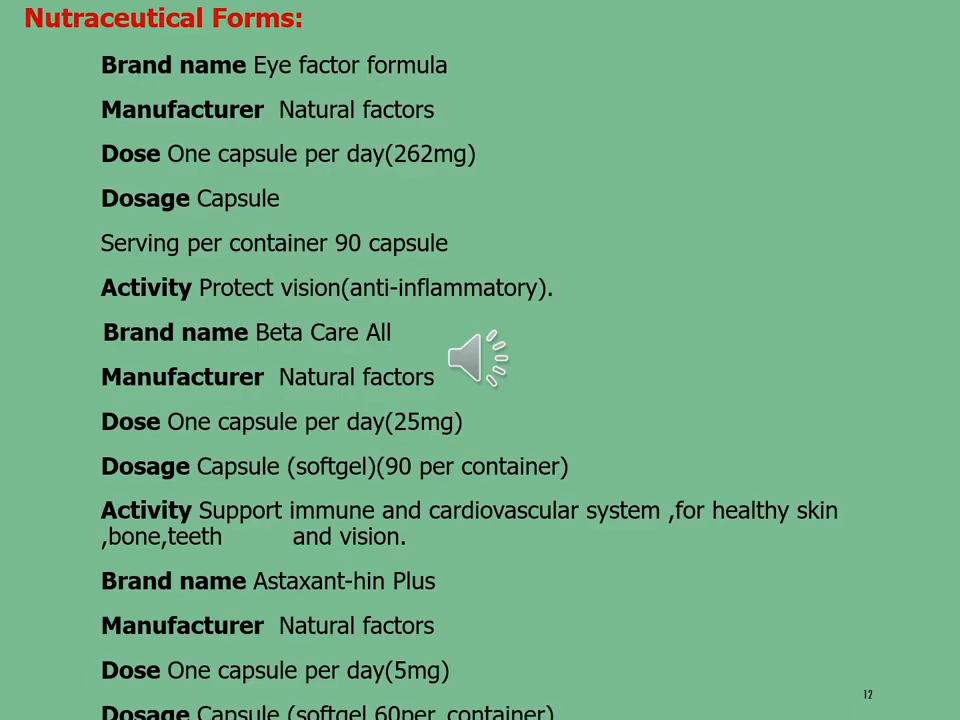 Nutraceutical Forms:
Brand name Eye factor formula
Manufacturer Natural factors
Dose One capsule per day(262mg)
Dosage Capsule
Serving per container 90 capsule
Activity Protect vision(anti-inflammatory).
Brand name Beta Care All
Manufacturer Natural factors
Dose One capsule per day(25mg)
Dosage Capsule (softgel)(90 per container)
Activity Support immune and cardiovascular system ,for healthy skin
,bone,teeth and vision.
Brand name Astaxant-hin Plus
Manufacturer Natural factors
Dose One capsule per day(5mg)
12
Dosage Capsule (softgel 60per container)